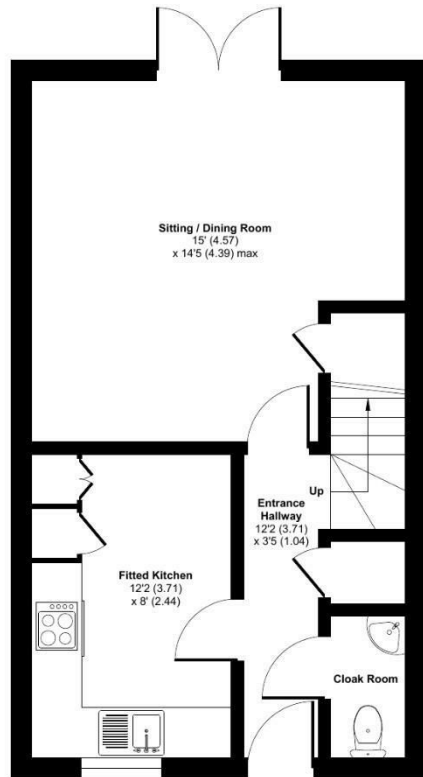 Sitting / Dining Room
15' (4.57)
x 14'5 (4.39) max
Up
Entrance
Hallway
12'2 (3.71)
x 3'5 (1.04)
Fitted Kitchen
12'2 (3.71)
x 8' (2.44)
Cloak Room